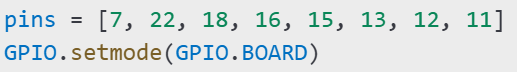 pins = [7, 22, 18, 16, 15, 13, 12, 11]
GPIO.setmode(GPIO.BOARD)